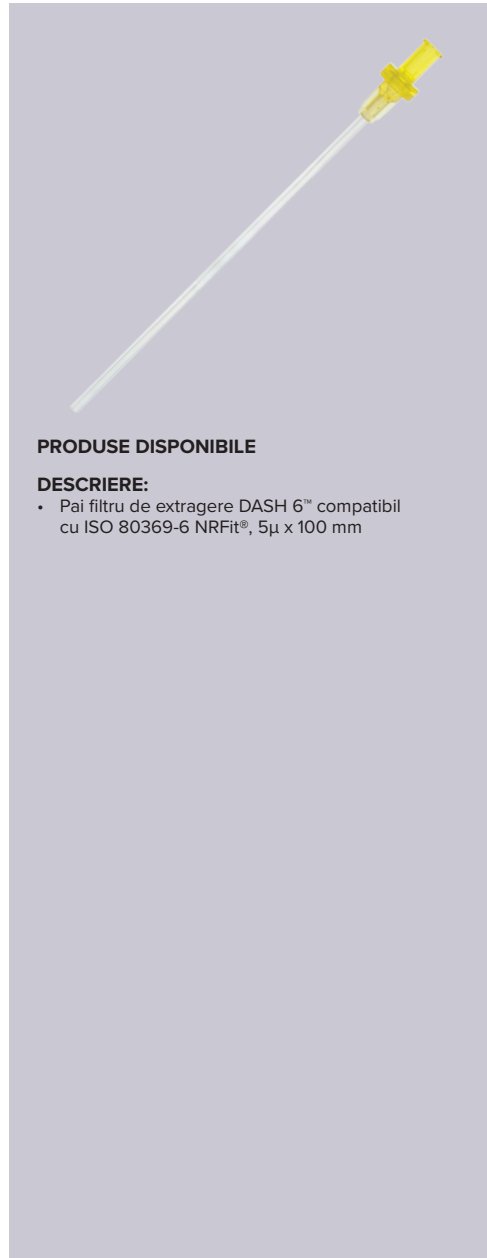 PRODUSE DISPONIBILE
DESCRIERE:
• Pai filtru de extragere DASH 6™ compatibil
cu ISO 80369-6 NRFit®, 5µ x 100 mm